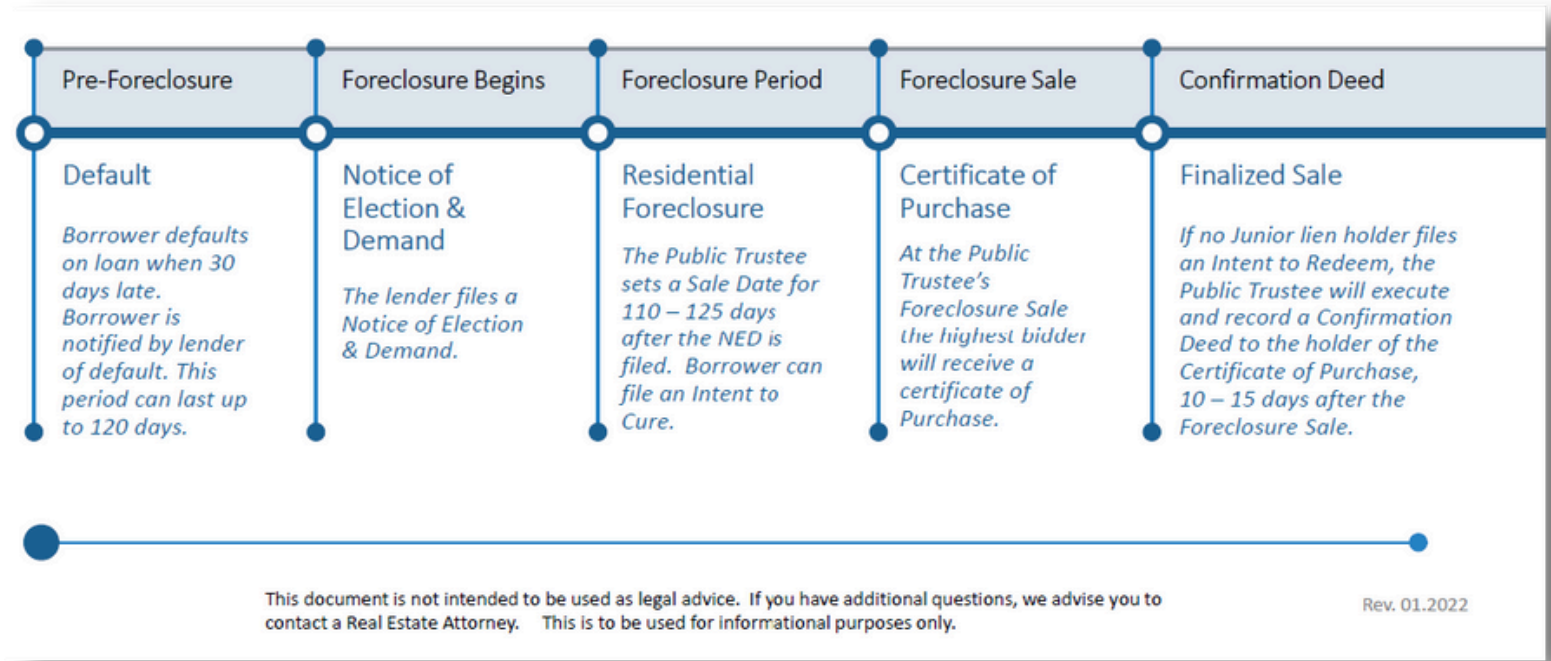 Pre-Foreclosure
Default
Borrower defaults
on loan when 30
days late.
Borrower is
notified by lender
of default. This
period can last up
to 120 days.
Foreclosure Begins
Notice of
Election &
Demand
The lender files a
Notice of Election
& Demand.
Foreclosure Period
Residential
Foreclosure
The Public Trustee
sets a Sale Date for
110 – 125 days
after the NED is
filed.  Borrower can
file an Intent to
Cure.
Foreclosure Sale
Certificate of
Purchase
At the Public
Trustee's
Foreclosure Sale
the highest bidder
will receive a
certificate of
Purchase.
Confirmation Deed
Finalized Sale
If no Junior lien holder files
an Intent to Redeem, the
Public Trustee will execute
and record a Confirmation
Deed to the holder of the
Certificate of Purchase,
10 – 15 days after the
Foreclosure Sale.
This document is not intended to be used as legal advice.  If you have additional questions, we advise you to
contact a Real Estate Attorney.    This is to be used for informational purposes only.
Rev. 01.2022